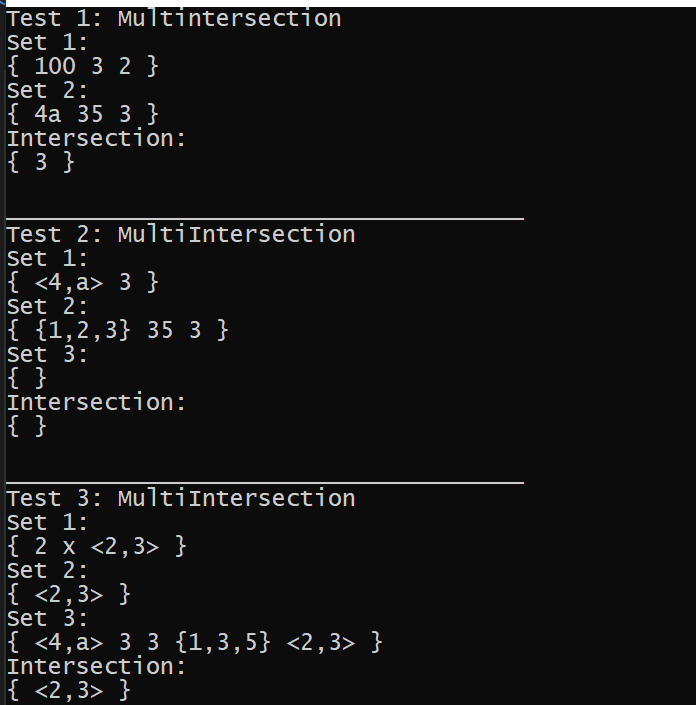 Test 1: Multintersection
Set 1:
{ 100 3 2 }
Set 2:
{ 4a 35 3 }
Intersection:
{ 3 }
_____________________________________
Test 2: MultiIntersection
Set 1:
{ <4,a> 3 }
Set 2:
{ {1,2,3} 35 3 }
Set 3:
{ }
Intersection:
{ }
_____________________________________
Test 3: MultiIntersection
Set 1:
{ 2 x <2,3> }
Set 2:
{ <2,3> }
Set 3:
{ <4,a> 3 3 {1,3,5} <2,3> }
Intersection:
{ <2,3> }